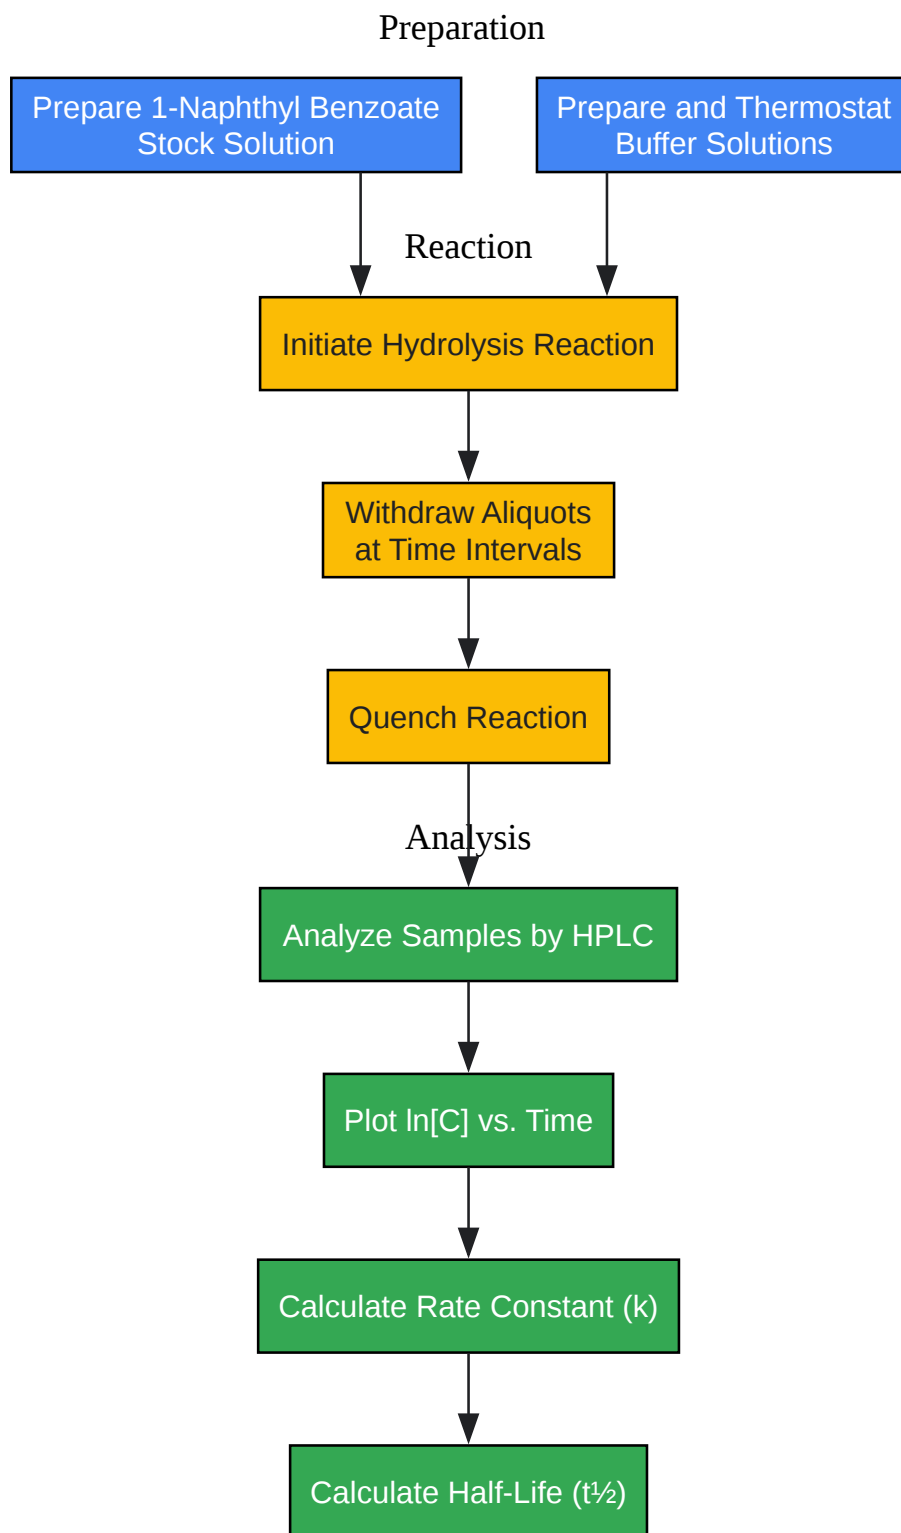 Preparation
Prepare 1-Naphthyl Benzoate
Stock Solution
Prepare and Thermostat
Buffer Solutions
Reaction
Initiate Hydrolysis Reaction
Withdraw Aliquots
at Time Intervals
Quench Reaction
Analysis
Analyze Samples by HPLC
Plot ln[C] vs. Time
Calculate Rate Constant (k)
Calculate Half-Life (t½)